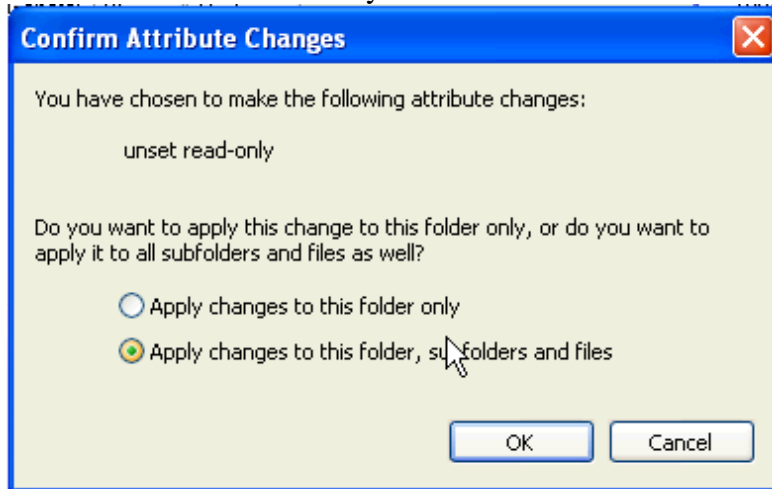 Confirm Attribute Changes
You have chosen to make the following attribute changes:
unset read-only
Do you want to apply this change to this folder only, or do you want to
apply it to all subfolders and files as well?
Apply changes to this folder only
Apply changes to this folder, subfolders and files
OK
Cancel